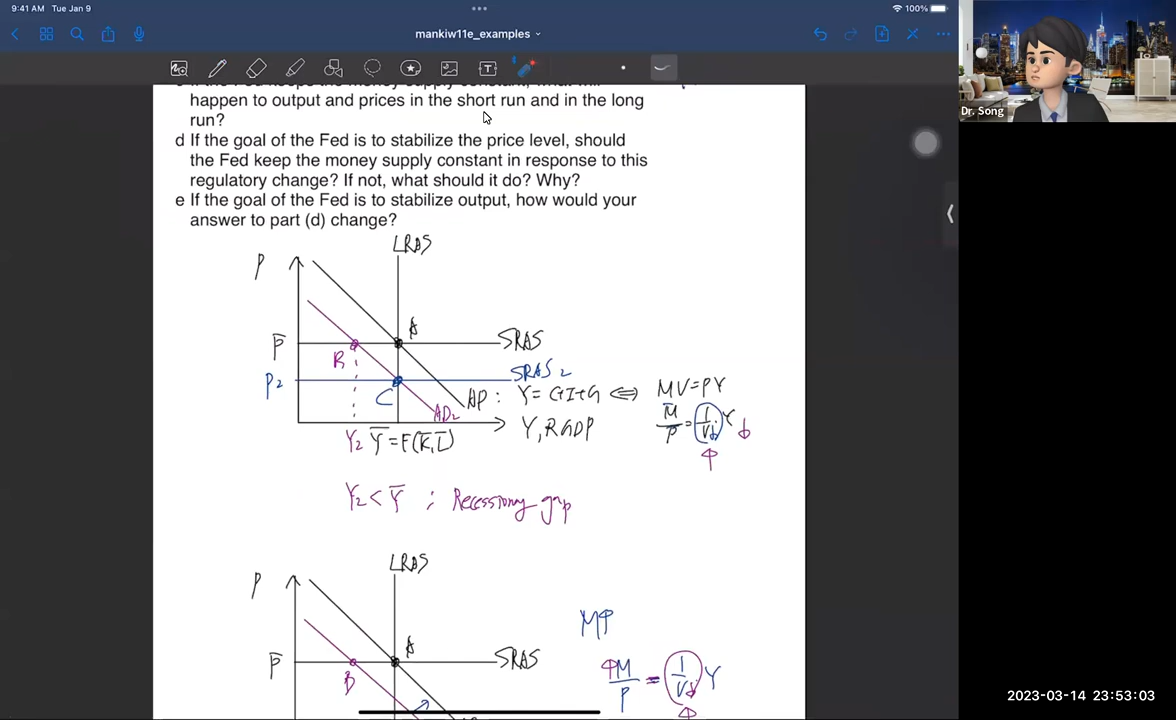 9:41 AM Tue Jan 9
100%
mankiw11e_examples
Dr. Song
happen to output and prices in the short run and in the long
run?
d If the goal of the Fed is to stabilize the price level, should
the Fed keep the money supply constant in response to this
regulatory change? If not, what should it do? Why?
e If the goal of the Fed is to stabilize output, how would your
answer to part (d) change?
LRAS
P
A
P̅ SRAS
B
P2 SRAS2
C AD : Y = C+I+G ⇔ MV = PY
AD2 M̅/P = 1/V↓ Y ↓
Y2 Y̅ = F(K̅, L̅) Y, RGDP
↑
Y2 < Y̅ ; Recessionary gap
LRAS
P
M↑
A
P̅ SRAS
B
↑M/P = 1/V↓ Y
↑
2023-03-14 23:53:03